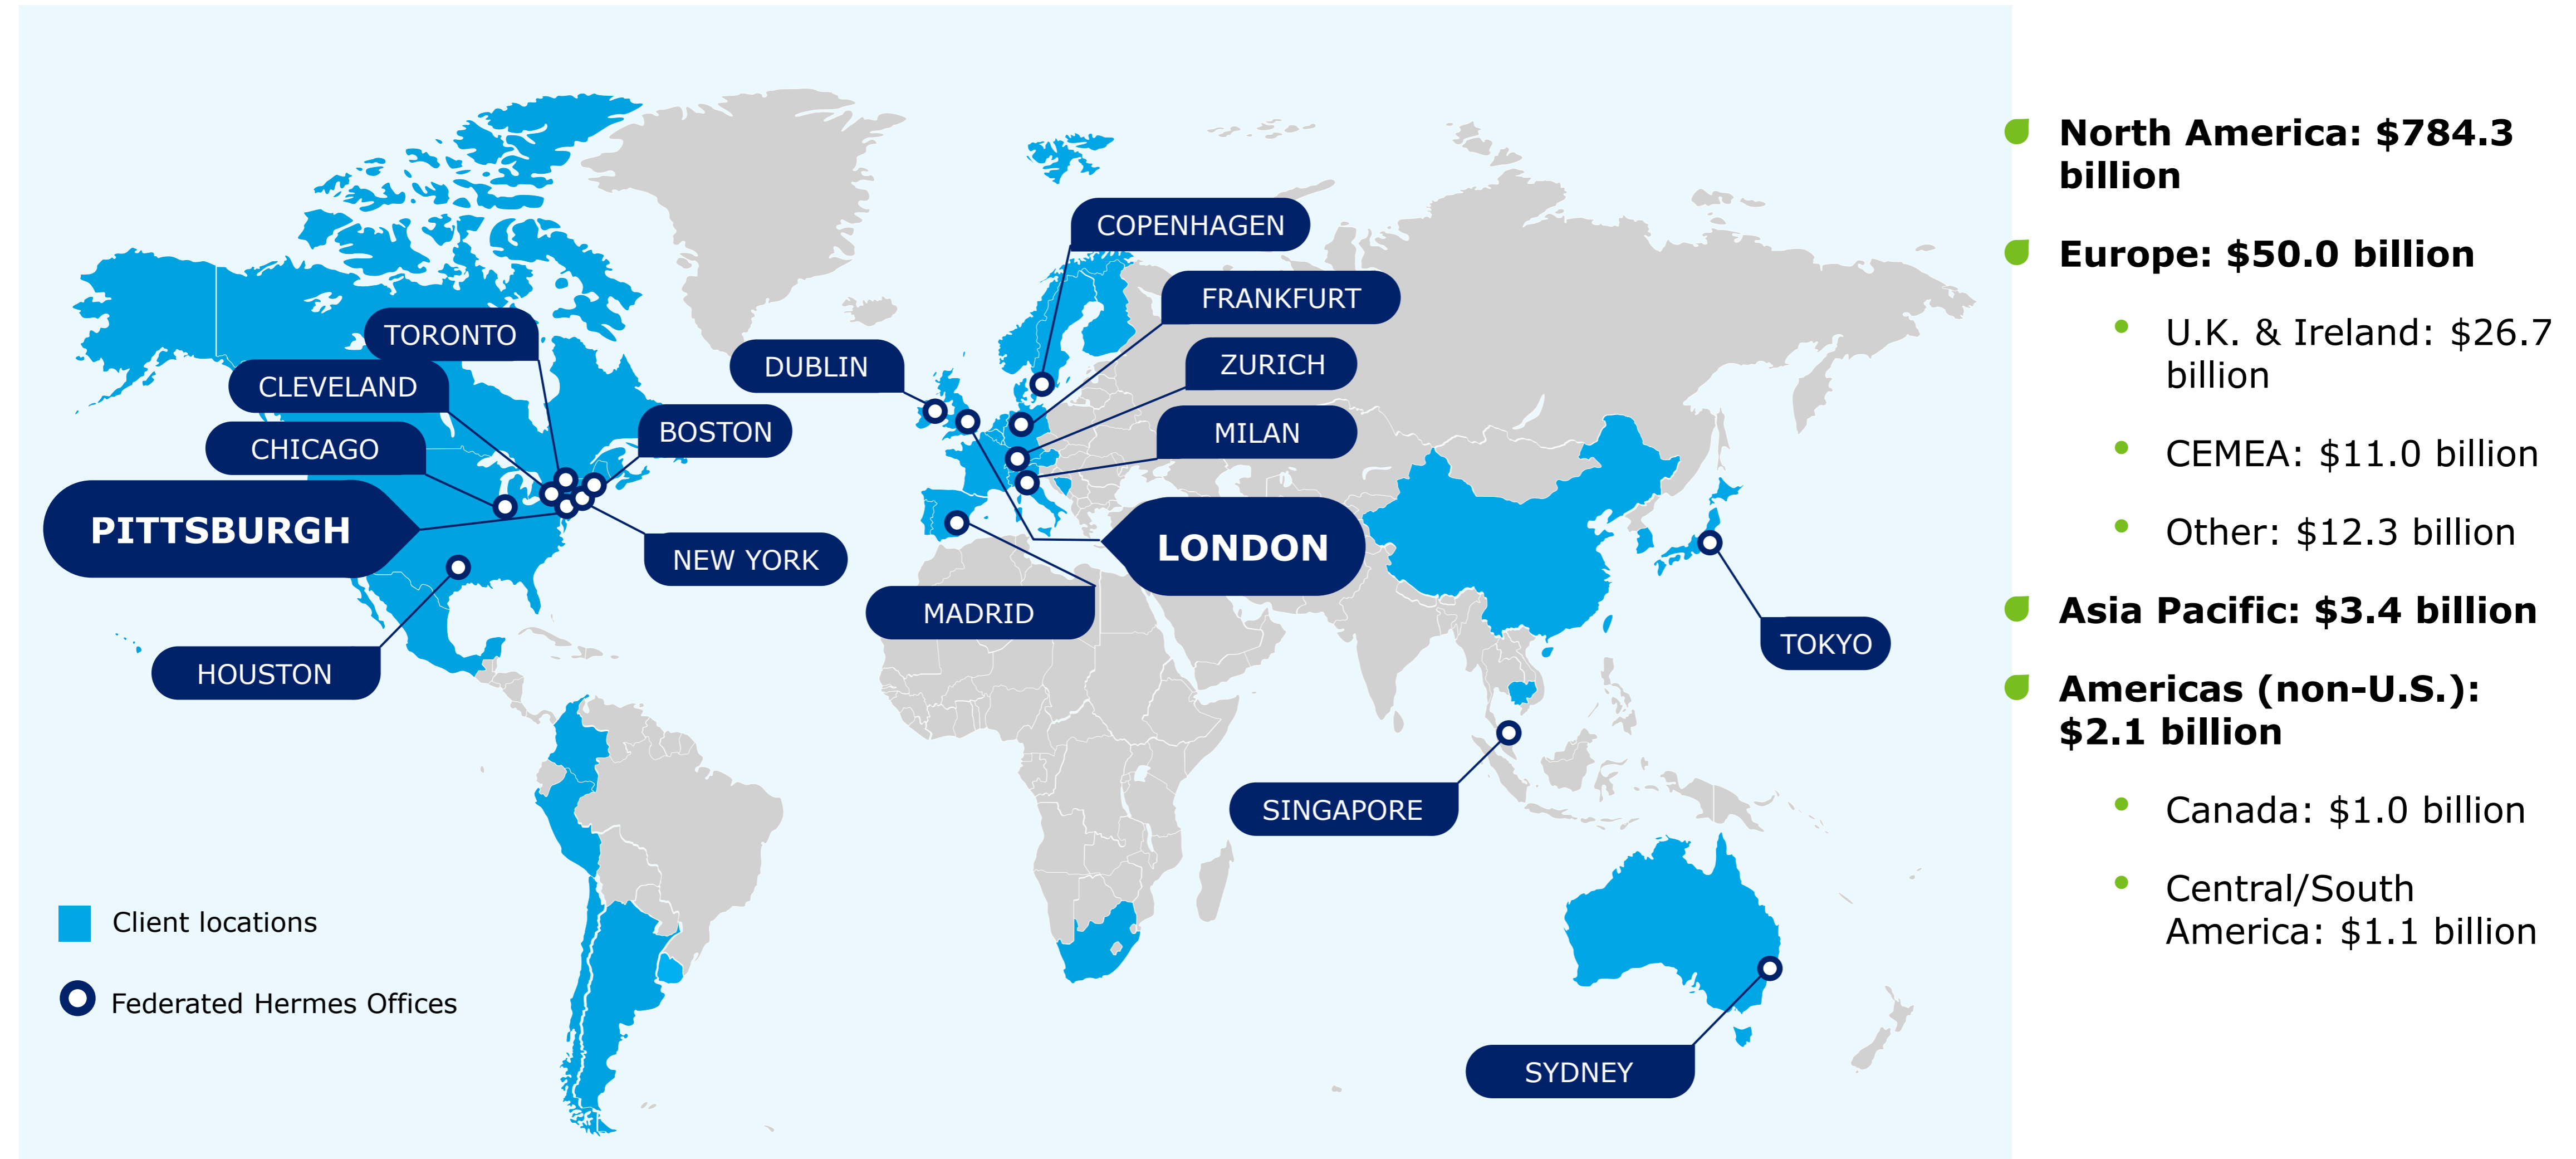 COPENHAGEN
FRANKFURT
TORONTO
DUBLIN
ZURICH
CLEVELAND
BOSTON
MILAN
CHICAGO
PITTSBURGH
LONDON
NEW YORK
MADRID
TOKYO
HOUSTON
SINGAPORE
SYDNEY
Client locations
Federated Hermes Offices
North America: $784.3
billion
Europe: $50.0 billion
U.K. & Ireland: $26.7
billion
CEMEA: $11.0 billion
Other: $12.3 billion
Asia Pacific: $3.4 billion
Americas (non-U.S.):
$2.1 billion
Canada: $1.0 billion
Central/South
America: $1.1 billion